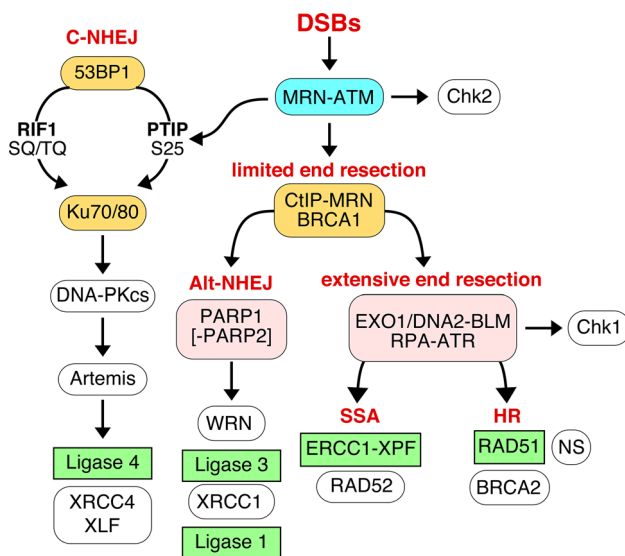 DSBs
C-NHEJ
53BP1
MRN-ATM
Chk2
RIF1
SQ/TQ
PTIP
S25
limited end resection
CtIP-MRN
BRCA1
Ku70/80
Alt-NHEJ
extensive end resection
DNA-PKcs
PARP1
[-PARP2]
EXO1/DNA2-BLM
RPA-ATR
Chk1
Artemis
WRN
SSA
HR
Ligase 4
Ligase 3
ERCC1-XPF
RAD51
NS
XRCC4
XLF
XRCC1
RAD52
BRCA2
Ligase 1